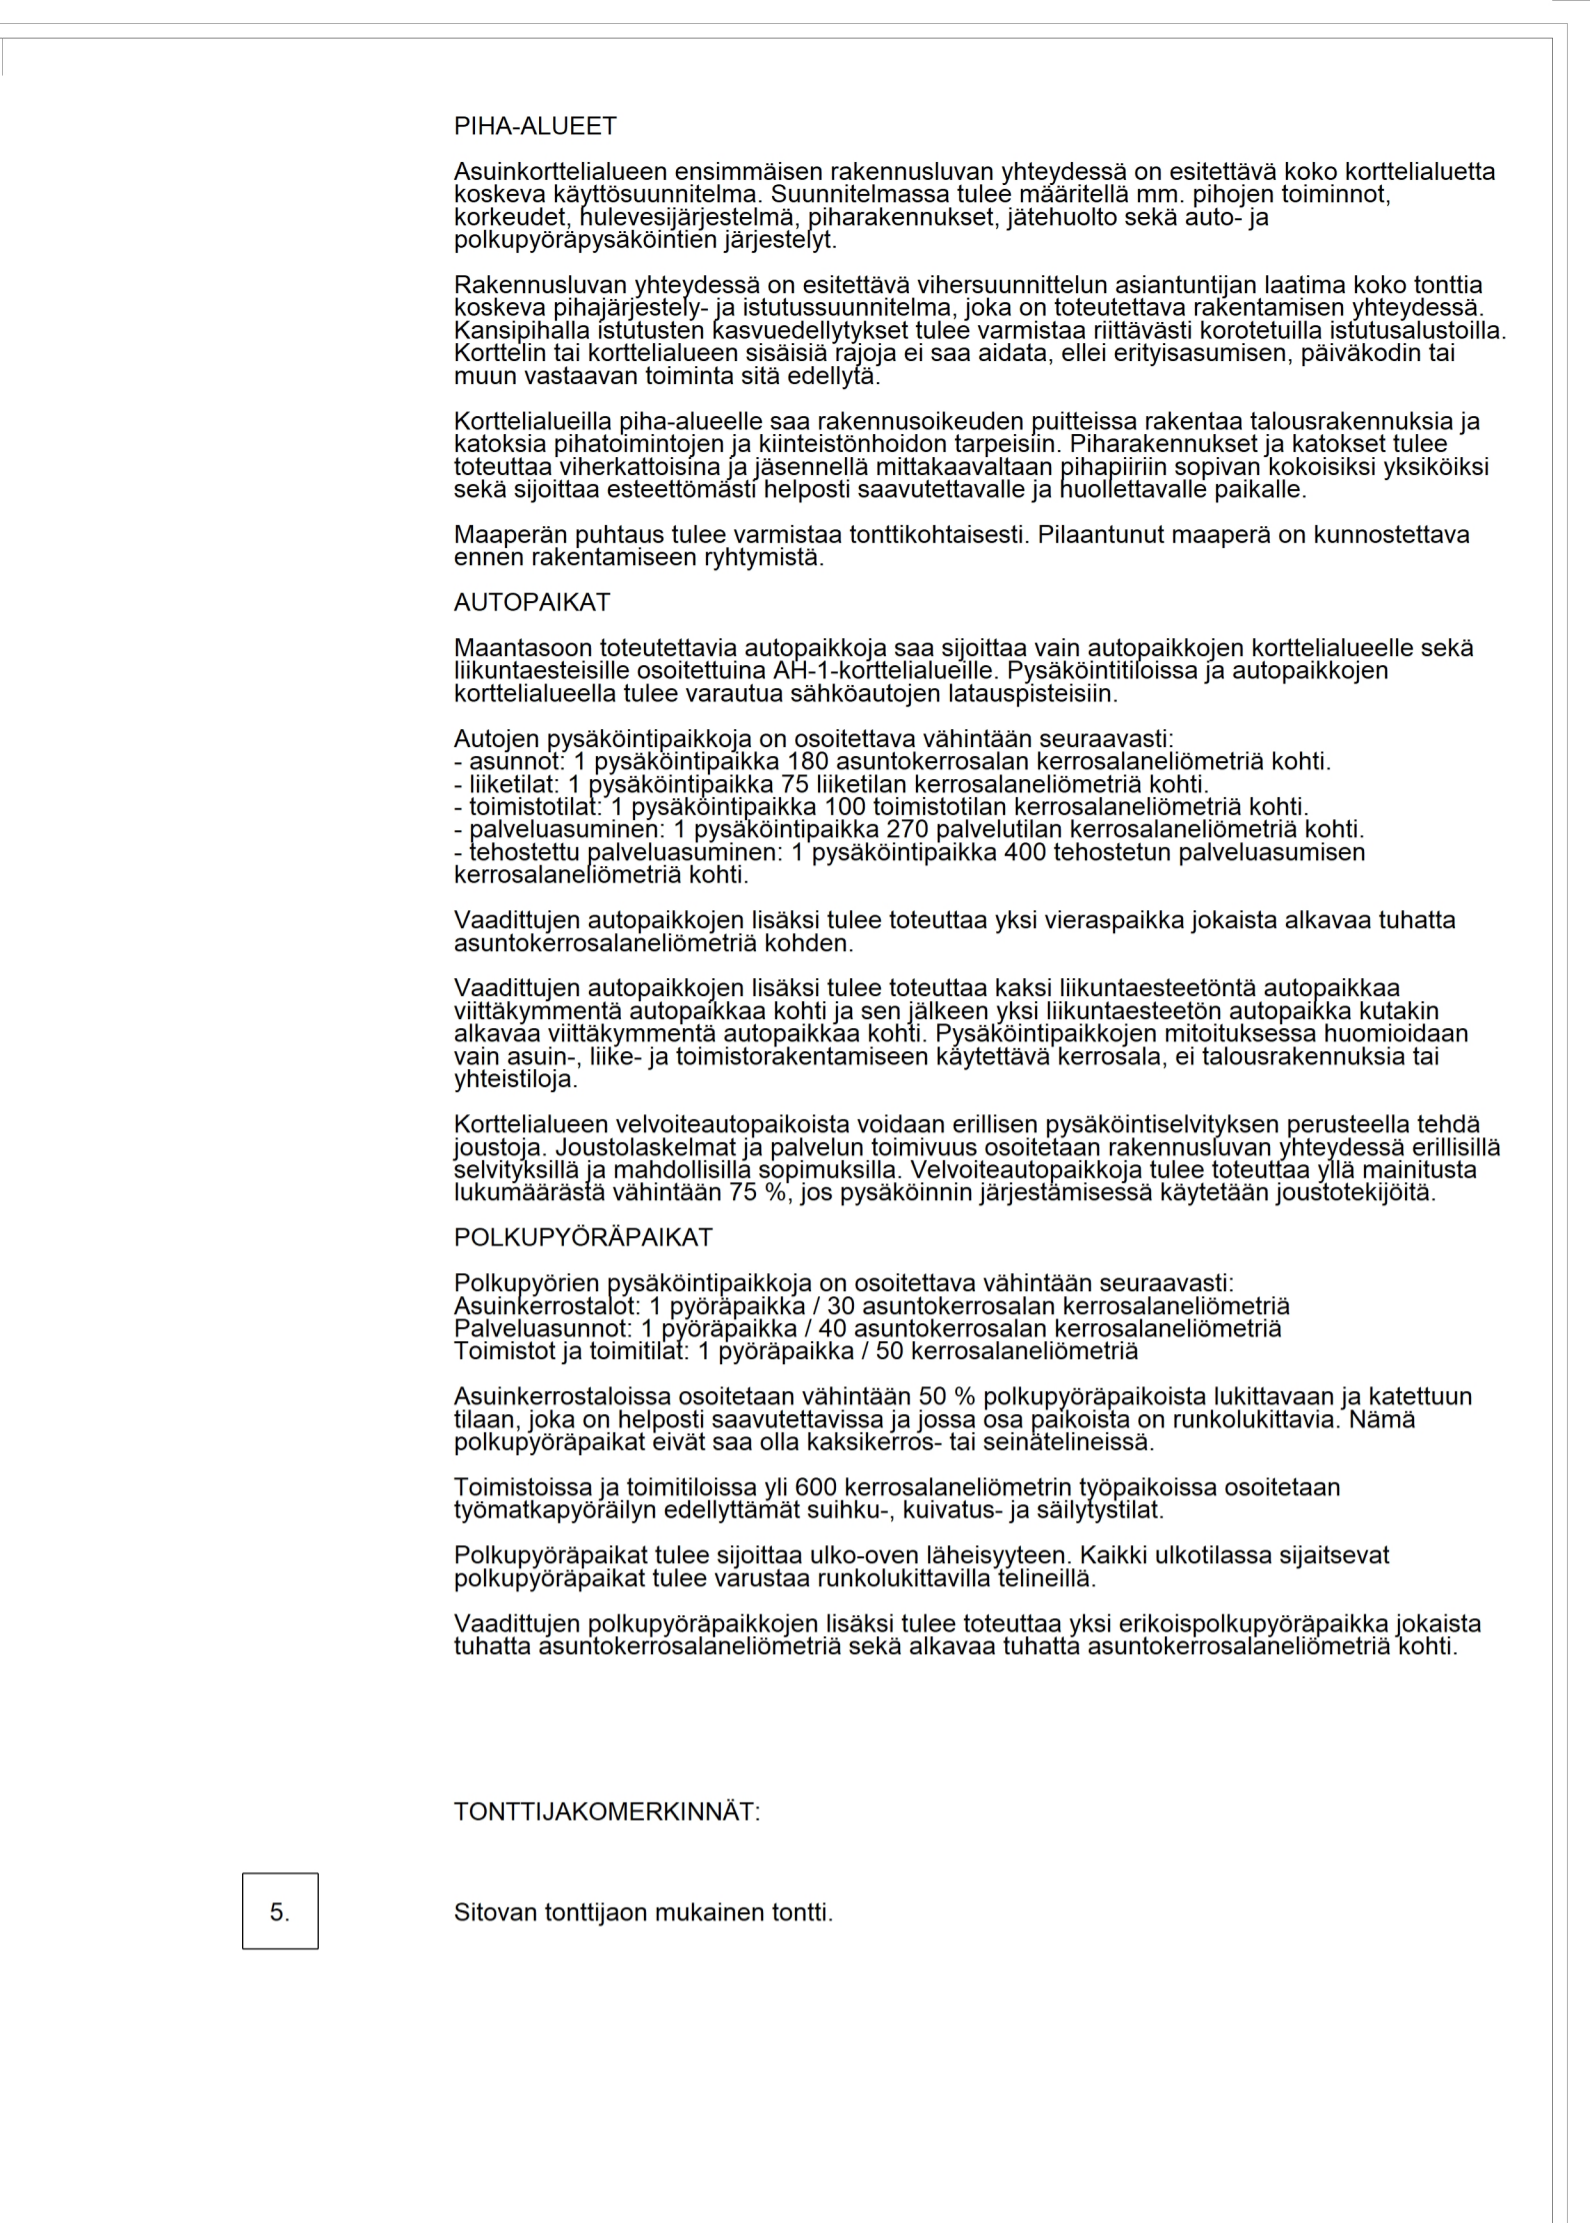 PIHA-ALUEET
Asuinkorttelialueen ensimmäisen rakennusluvan yhteydessä on esitettävä koko korttelialuetta
koskeva käyttösuunnitelma. Suunnitelmassa tulee määritellä mm. pihojen toiminnot,
korkeudet, hulevesijärjestelmä, piharakennukset, jätehuolto sekä auto- ja
polkupyöräpysäköintien järjestelyt.
Rakennusluvan yhteydessä on esitettävä vihersuunnittelun asiantuntijan laatima koko tonttia
koskeva pihajärjestely- ja istutussuunnitelma, joka on toteutettava rakentamisen yhteydessä.
Kansipihalla istutusten kasvuedellytykset tulee varmistaa riittävästi korotetuilla istutusalustoilla.
Korttelin tai korttelialueen sisäisiä rajoja ei saa aidata, ellei erityisasumisen, päiväkodin tai
muun vastaavan toiminta sitä edellytä.
Korttelialueilla piha-alueelle saa rakennusoikeuden puitteissa rakentaa talousrakennuksia ja
katoksia pihatoimintojen ja kiinteistönhoidon tarpeisiin. Piharakennukset ja katokset tulee
toteuttaa viherkattoisina ja jäsennellä mittakaavaltaan pihapiiriin sopivan kokoisiksi yksiköiksi
sekä sijoittaa esteettömästi helposti saavutettavalle ja huollettavalle paikalle.
Maaperän puhtaus tulee varmistaa tonttikohtaisesti. Pilaantunut maaperä on kunnostettava
ennen rakentamiseen ryhtymistä.
AUTOPAIKAT
Maantasoon toteutettavia autopaikkoja saa sijoittaa vain autopaikkojen korttelialueelle sekä
liikuntaesteisille osoitettuina AH-1-korttelialueille. Pysäköintitiloissa ja autopaikkojen
korttelialueella tulee varautua sähköautojen latauspisteisiin.
Autojen pysäköintipaikkoja on osoitettava vähintään seuraavasti:
- asunnot: 1 pysäköintipaikka 180 asuntokerrosalan kerrosalaneliömetriä kohti.
- liiketilat: 1 pysäköintipaikka 75 liiketilan kerrosalaneliömetriä kohti.
- toimistotilat: 1 pysäköintipaikka 100 toimistotilan kerrosalaneliömetriä kohti.
- palveluasuminen: 1 pysäköintipaikka 270 palvelutilan kerrosalaneliömetriä kohti.
- tehostettu palveluasuminen: 1 pysäköintipaikka 400 tehostetun palveluasumisen
kerrosalaneliömetriä kohti.
Vaadittujen autopaikkojen lisäksi tulee toteuttaa yksi vieraspaikka jokaista alkavaa tuhatta
asuntokerrosalaneliömetriä kohden.
Vaadittujen autopaikkojen lisäksi tulee toteuttaa kaksi liikuntaesteetöntä autopaikkaa
viittäkymmentä autopaikkaa kohti ja sen jälkeen yksi liikuntaesteetön autopaikka kutakin
alkavaa viittäkymmentä autopaikkaa kohti. Pysäköintipaikkojen mitoituksessa huomioidaan
vain asuin-, liike- ja toimistorakentamiseen käytettävä kerrosala, ei talousrakennuksia tai
yhteistiloja.
Korttelialueen velvoiteautopaikoista voidaan erillisen pysäköintiselvityksen perusteella tehdä
joustoja. Joustolaskelmat ja palvelun toimivuus osoitetaan rakennusluvan yhteydessä erillisillä
selvityksillä ja mahdollisilla sopimuksilla. Velvoiteautopaikkoja tulee toteuttaa yllä mainitusta
lukumäärästä vähintään 75 %, jos pysäköinnin järjestämisessä käytetään joustotekijöitä.
POLKUPYÖRÄPAIKAT
Polkupyörien pysäköintipaikkoja on osoitettava vähintään seuraavasti:
Asuinkerrostalot: 1 pyöräpaikka / 30 asuntokerrosalan kerrosalaneliömetriä
Palveluasunnot: 1 pyöräpaikka / 40 asuntokerrosalan kerrosalaneliömetriä
Toimistot ja toimitilat: 1 pyöräpaikka / 50 kerrosalaneliömetriä
Asuinkerrostaloissa osoitetaan vähintään 50 % polkupyöräpaikoista lukittavaan ja katettuun
tilaan, joka on helposti saavutettavissa ja jossa osa paikoista on runkolukittavia. Nämä
polkupyöräpaikat eivät saa olla kaksikerros- tai seinätelineissä.
Toimistoissa ja toimitiloissa yli 600 kerrosalaneliömetrin työpaikoissa osoitetaan
työmatkapyöräilyn edellyttämät suihku-, kuivatus- ja säilytystilat.
Polkupyöräpaikat tulee sijoittaa ulko-oven läheisyyteen. Kaikki ulkotilassa sijaitsevat
polkupyöräpaikat tulee varustaa runkolukittavilla telineillä.
Vaadittujen polkupyöräpaikkojen lisäksi tulee toteuttaa yksi erikoispolkupyöräpaikka jokaista
tuhatta asuntokerrosalaneliömetriä sekä alkavaa tuhatta asuntokerrosalaneliömetriä kohti.
TONTTIJAKOMERKINNÄT:
5.
Sitovan tonttijaon mukainen tontti.